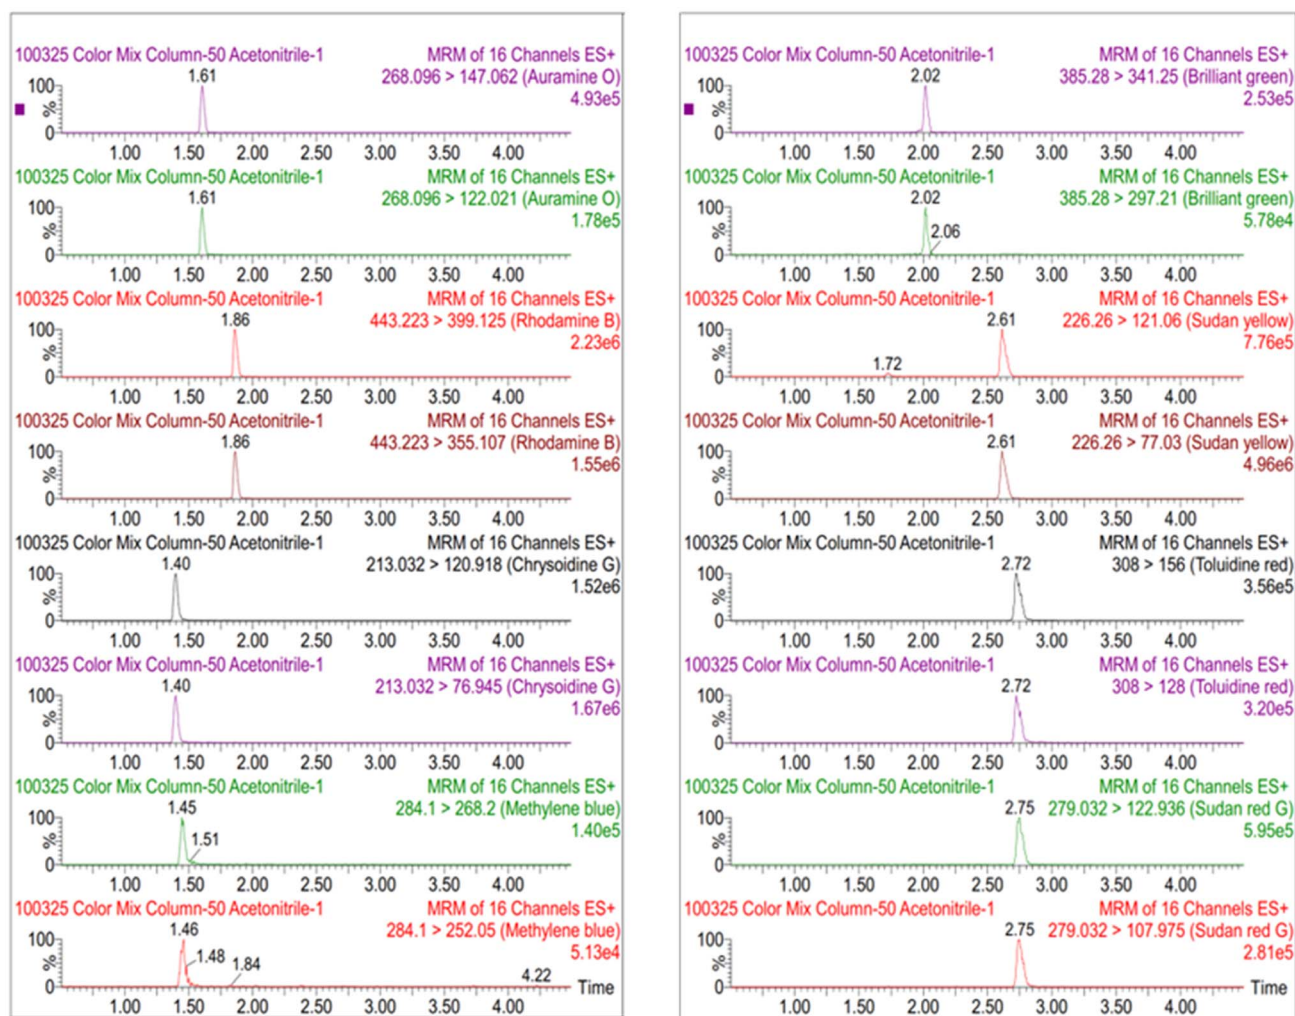 100325 Color Mix Column-50 Acetonitrile-1 MRM of 16 Channels ES+
1.61 268.096 > 147.062 (Auramine O)
100 4.93e5
%
0
1.00 1.50 2.00 2.50 3.00 3.50 4.00
100325 Color Mix Column-50 Acetonitrile-1 MRM of 16 Channels ES+
1.61 268.096 > 122.021 (Auramine O)
100 1.78e5
%
0
1.00 1.50 2.00 2.50 3.00 3.50 4.00
100325 Color Mix Column-50 Acetonitrile-1 MRM of 16 Channels ES+
1.86 443.223 > 399.125 (Rhodamine B)
100 2.23e6
%
0
1.00 1.50 2.00 2.50 3.00 3.50 4.00
100325 Color Mix Column-50 Acetonitrile-1 MRM of 16 Channels ES+
1.86 443.223 > 355.107 (Rhodamine B)
100 1.55e6
%
0
1.00 1.50 2.00 2.50 3.00 3.50 4.00
100325 Color Mix Column-50 Acetonitrile-1 MRM of 16 Channels ES+
1.40 213.032 > 120.918 (Chrysoidine G)
100 1.52e6
%
0
1.00 1.50 2.00 2.50 3.00 3.50 4.00
100325 Color Mix Column-50 Acetonitrile-1 MRM of 16 Channels ES+
1.40 213.032 > 76.945 (Chrysoidine G)
100 1.67e6
%
0
1.00 1.50 2.00 2.50 3.00 3.50 4.00
100325 Color Mix Column-50 Acetonitrile-1 MRM of 16 Channels ES+
1.45 284.1 > 268.2 (Methylene blue)
100 1.40e5
% 1.51
0
1.00 1.50 2.00 2.50 3.00 3.50 4.00
100325 Color Mix Column-50 Acetonitrile-1 MRM of 16 Channels ES+
1.46 284.1 > 252.05 (Methylene blue)
100 5.13e4
% 1.48 1.84 4.22
0 Time
1.00 1.50 2.00 2.50 3.00 3.50 4.00
100325 Color Mix Column-50 Acetonitrile-1 MRM of 16 Channels ES+
2.02 385.28 > 341.25 (Brilliant green)
100 2.53e5
%
0
1.00 1.50 2.00 2.50 3.00 3.50 4.00
100325 Color Mix Column-50 Acetonitrile-1 MRM of 16 Channels ES+
2.02 385.28 > 297.21 (Brilliant green)
100 5.78e4
% 2.06
0
1.00 1.50 2.00 2.50 3.00 3.50 4.00
100325 Color Mix Column-50 Acetonitrile-1 MRM of 16 Channels ES+
2.61 226.26 > 121.06 (Sudan yellow)
100 7.76e5
% 1.72
0
1.00 1.50 2.00 2.50 3.00 3.50 4.00
100325 Color Mix Column-50 Acetonitrile-1 MRM of 16 Channels ES+
2.61 226.26 > 77.03 (Sudan yellow)
100 4.96e6
%
0
1.00 1.50 2.00 2.50 3.00 3.50 4.00
100325 Color Mix Column-50 Acetonitrile-1 MRM of 16 Channels ES+
2.72 308 > 156 (Toluidine red)
100 3.56e5
%
0
1.00 1.50 2.00 2.50 3.00 3.50 4.00
100325 Color Mix Column-50 Acetonitrile-1 MRM of 16 Channels ES+
2.72 308 > 128 (Toluidine red)
100 3.20e5
%
0
1.00 1.50 2.00 2.50 3.00 3.50 4.00
100325 Color Mix Column-50 Acetonitrile-1 MRM of 16 Channels ES+
2.75 279.032 > 122.936 (Sudan red G)
100 5.95e5
%
0
1.00 1.50 2.00 2.50 3.00 3.50 4.00
100325 Color Mix Column-50 Acetonitrile-1 MRM of 16 Channels ES+
2.75 279.032 > 107.975 (Sudan red G)
100 2.81e5
%
0 Time
1.00 1.50 2.00 2.50 3.00 3.50 4.00